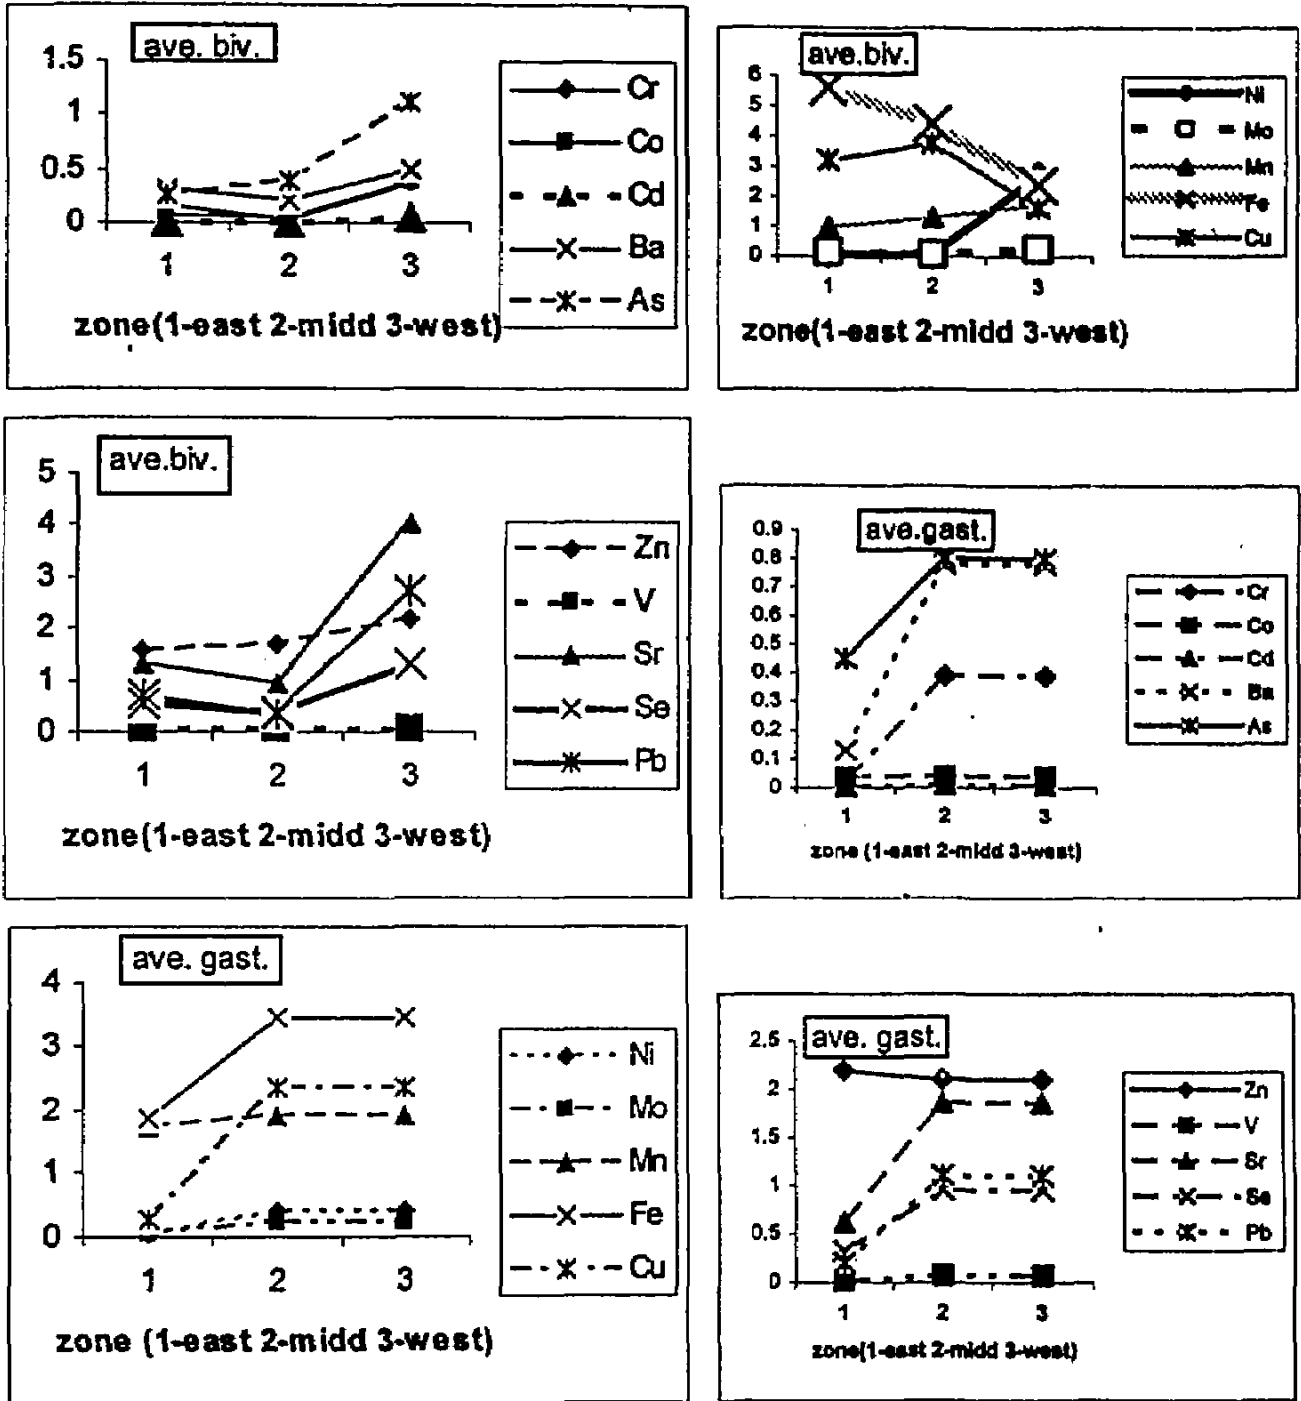 ave. biv.
1.5
1
0.5
0
1 2 3
zone(1-east 2-midd 3-west)
Cr
Co
Cd
Ba
As
ave.biv.
6
5
4
3
2
1
0
1 2 3
zone(1-east 2-midd 3-west)
Ni
Mo
Mn
Fe
Cu
ave.biv.
5
4
3
2
1
0
1 2 3
zone(1-east 2-midd 3-west)
Zn
V
Sr
Se
Pb
ave.gast.
0.9
0.8
0.7
0.6
0.5
0.4
0.3
0.2
0.1
0
1 2 3
zone (1-east 2-midd 3-west)
Cr
Co
Cd
Ba
As
ave. gast.
4
3
2
1
0
1 2 3
zone (1-east 2-midd 3-west)
Ni
Mo
Mn
Fe
Cu
ave. gast.
2.5
2
1.5
1
0.5
0
1 2 3
zone(1-east 2-midd 3-west)
Zn
V
Sr
Se
Pb